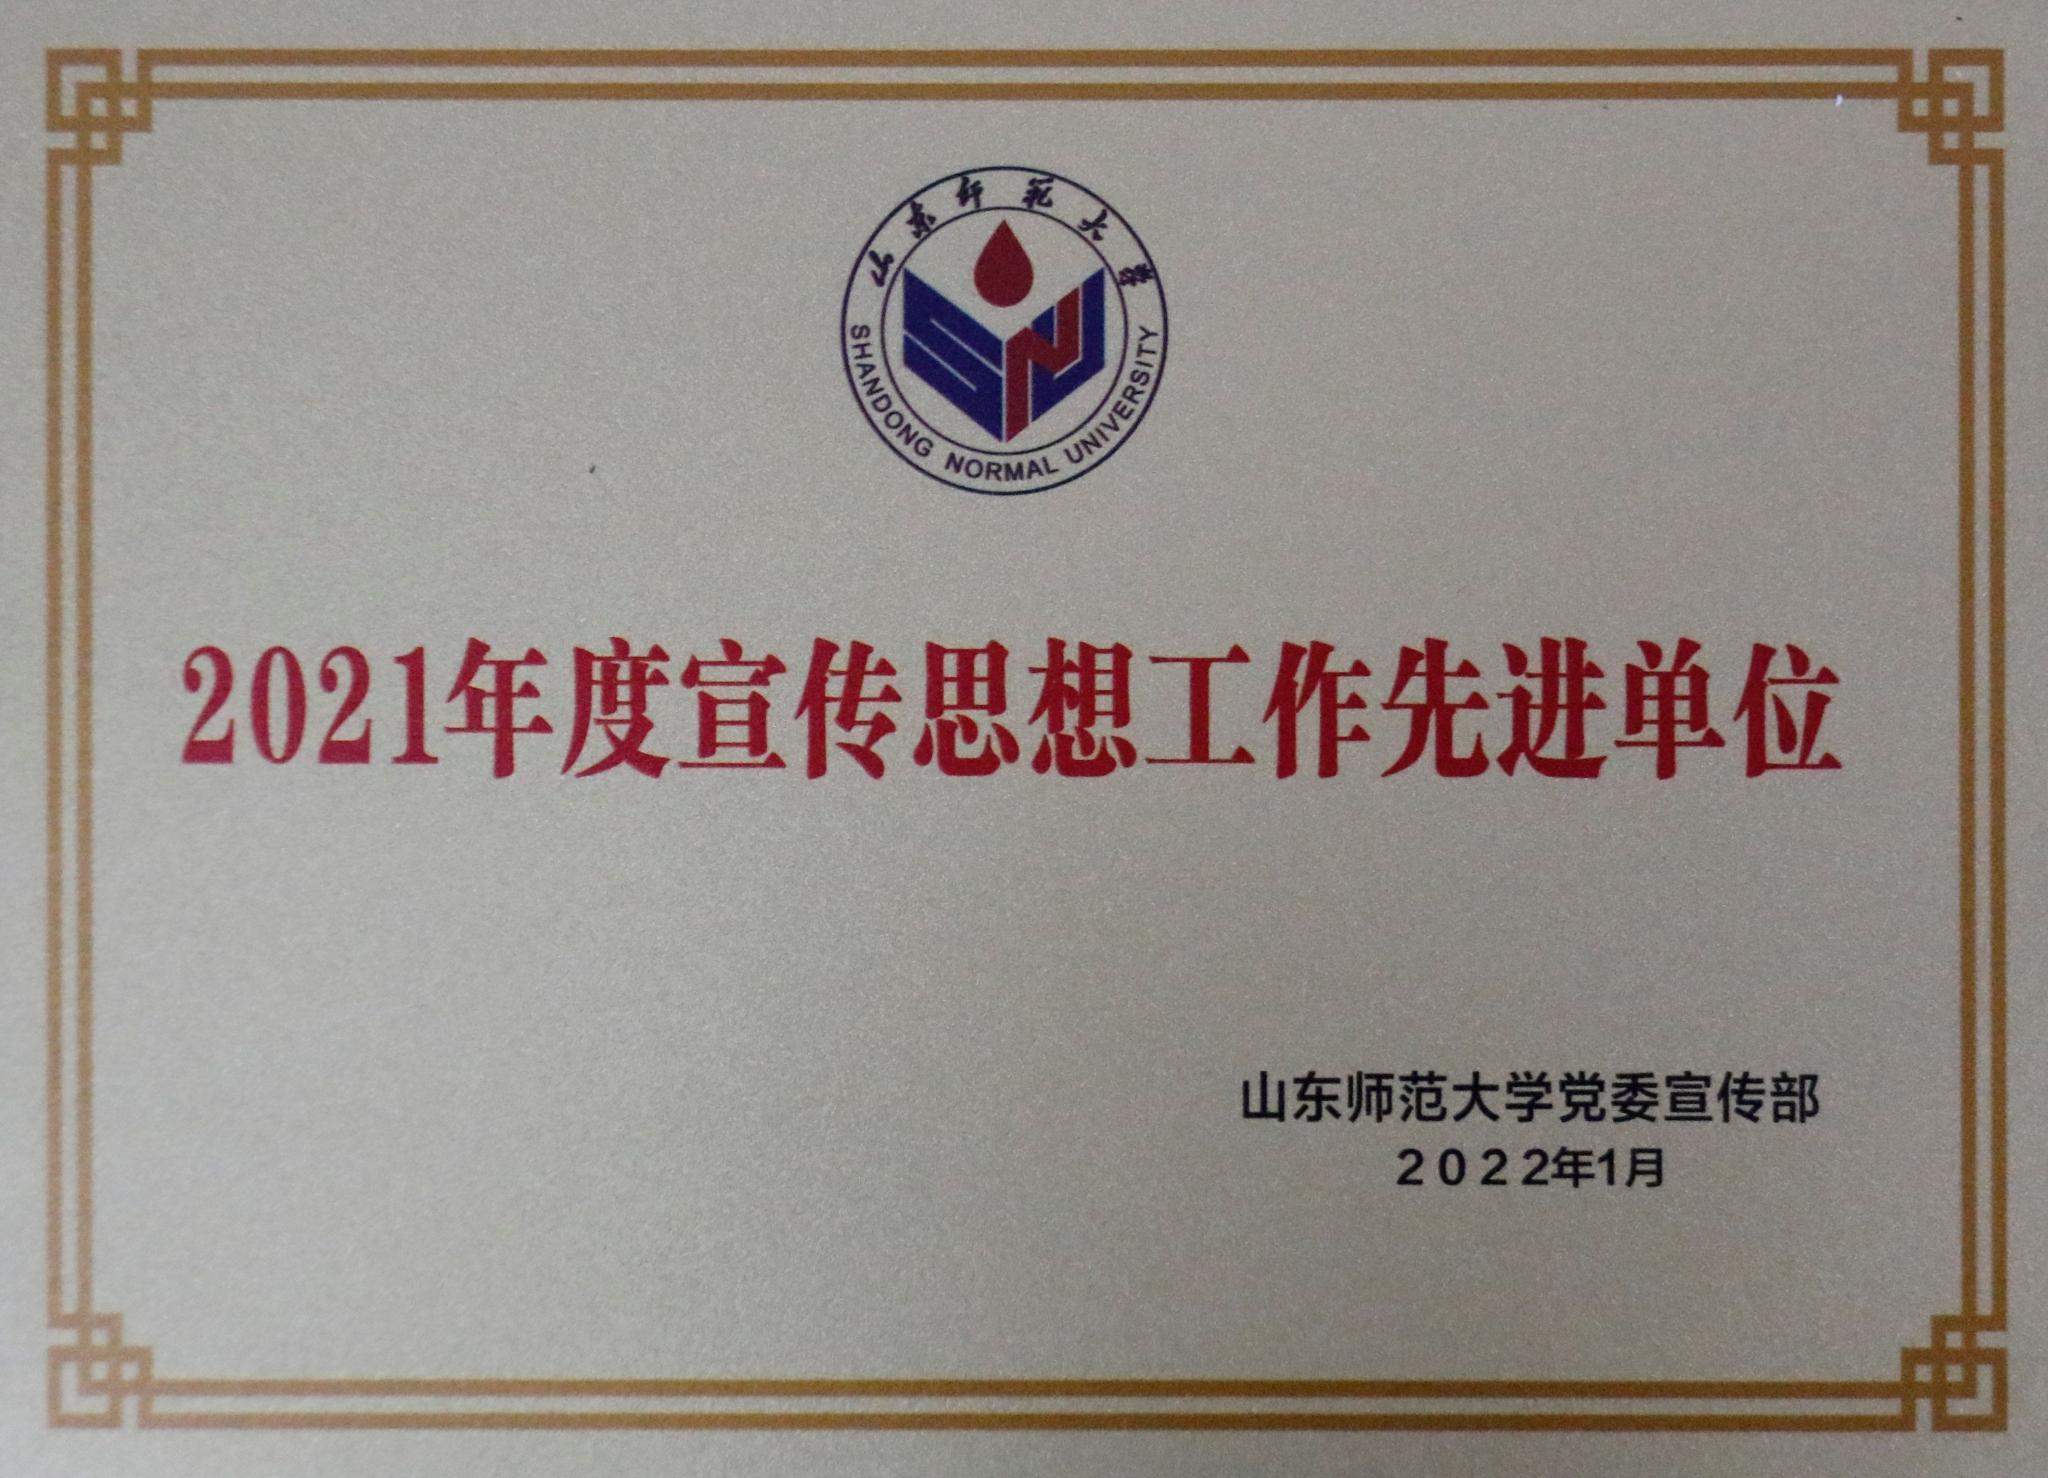 山东师范大学
SHANDONG NORMAL UNIVERSITY
2021年度宣传思想工作先进单位
山东师范大学党委宣传部
2022年1月